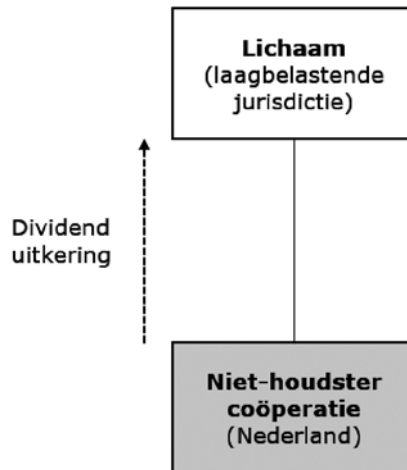 Lichaam
(laagbelastende
jurisdictie)
Dividend
uitkering
Niet-houdster
coöperatie
(Nederland)